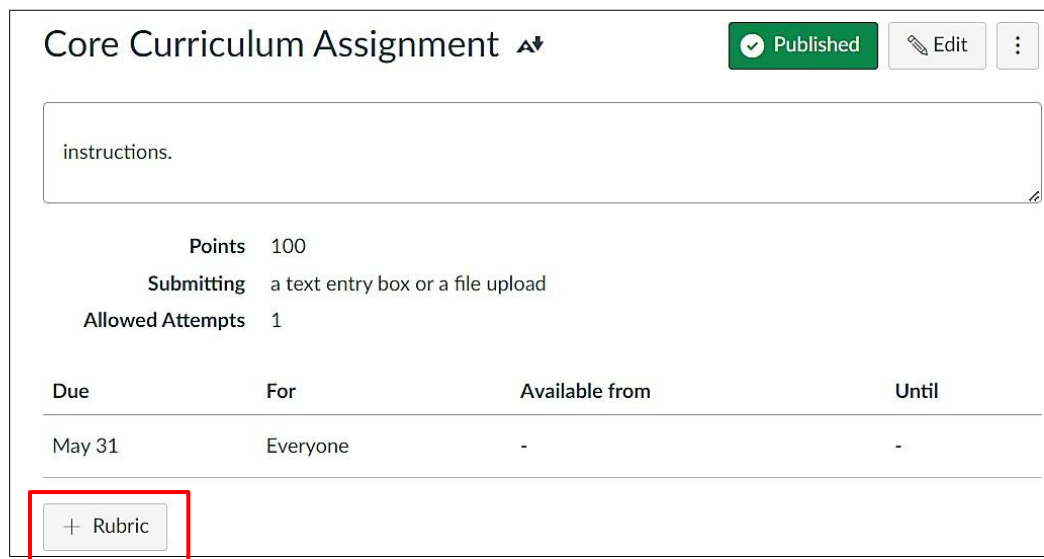 Core Curriculum Assignment
Published
Edit
instructions.
Points 100
Submitting a text entry box or a file upload
Allowed Attempts 1
Due For Available from Until
May 31 Everyone - -
+ Rubric